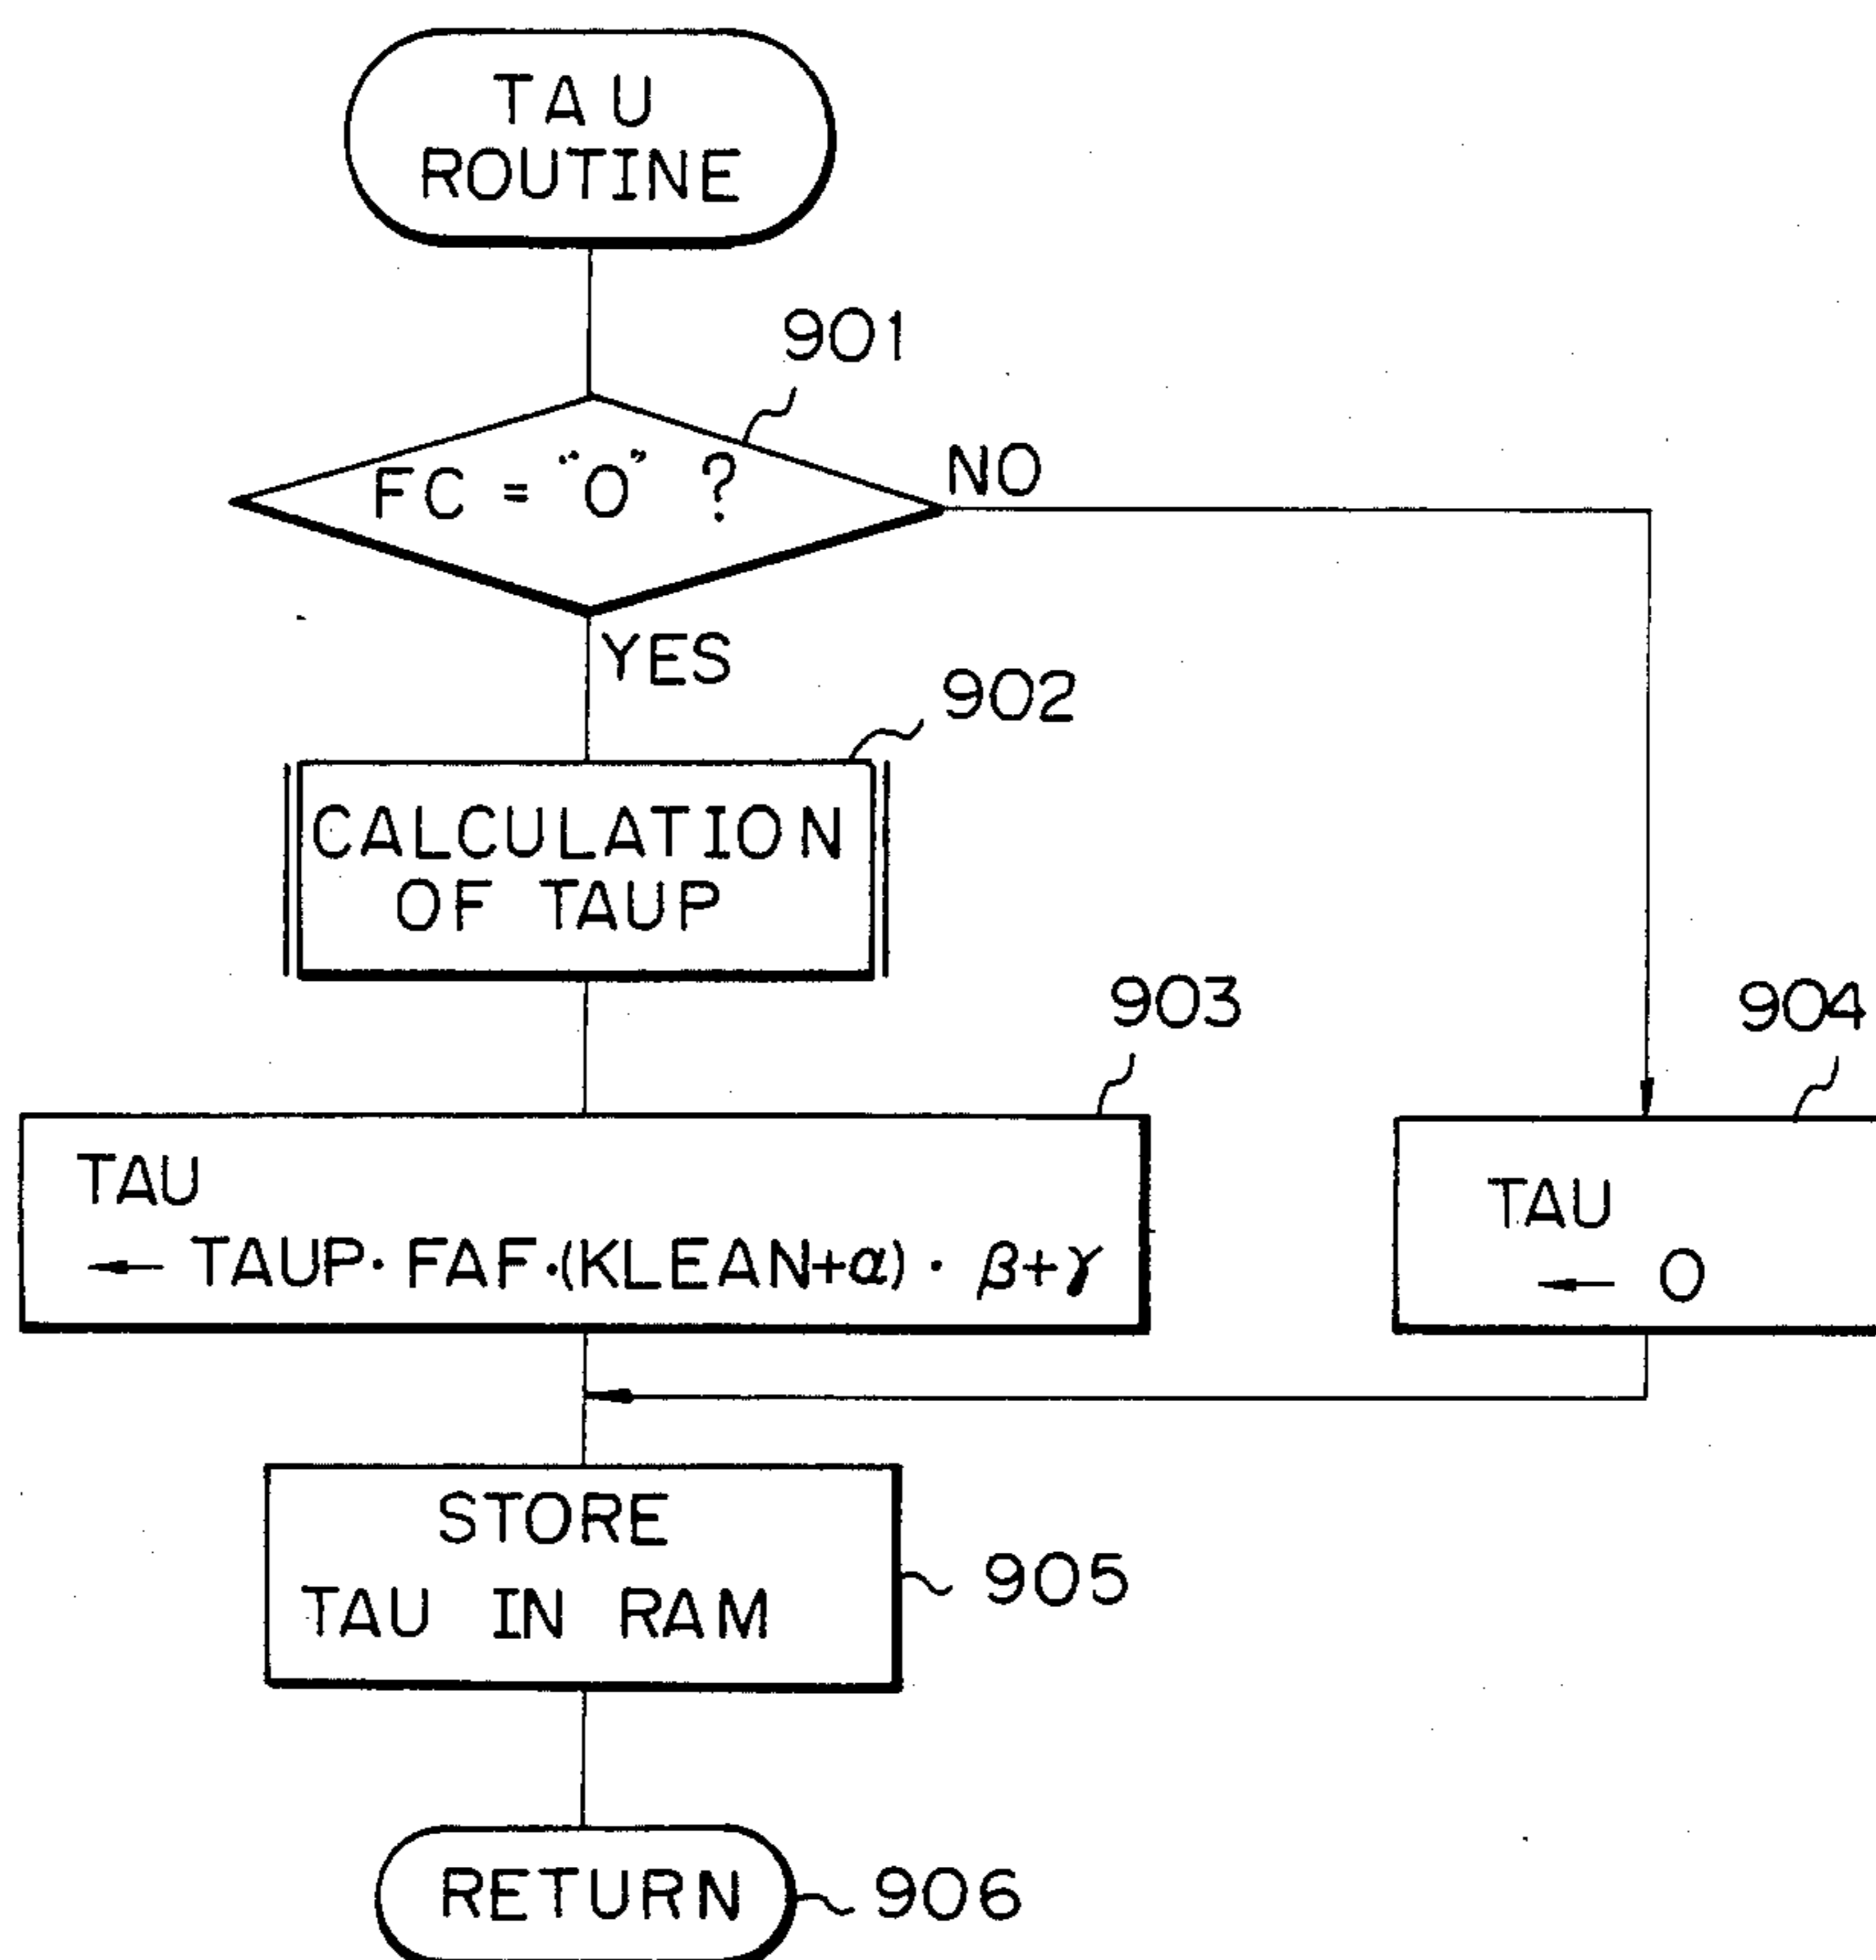 TAU
ROUTINE
901
FC = "0" ?
NO
YES
902
CALCULATION
OF TAUP
903
904
TAU
← TAUP· FAF·(KLEAN+α) · β+γ
TAU
← 0
STORE
TAU IN RAM
905
RETURN
906